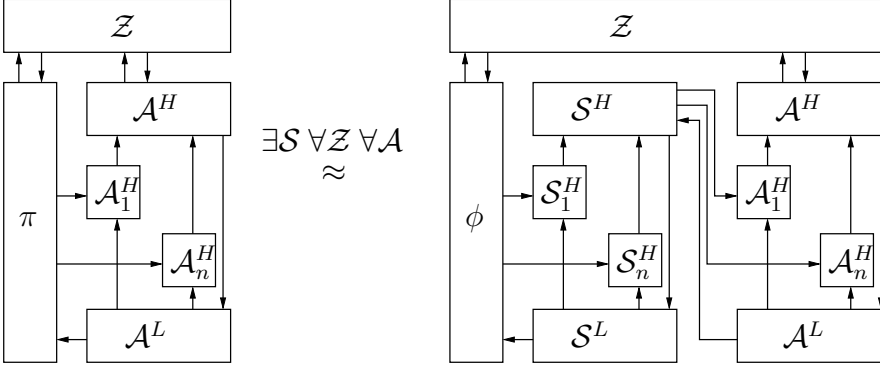 𝒵
𝒜^H
π
𝒜_1^H
𝒜_n^H
𝒜^L
∃𝒮 ∀𝒵 ∀𝒜
≈
𝒵
𝒮^H
𝒜^H
ϕ
𝒮_1^H
𝒜_1^H
𝒮_n^H
𝒜_n^H
𝒮^L
𝒜^L